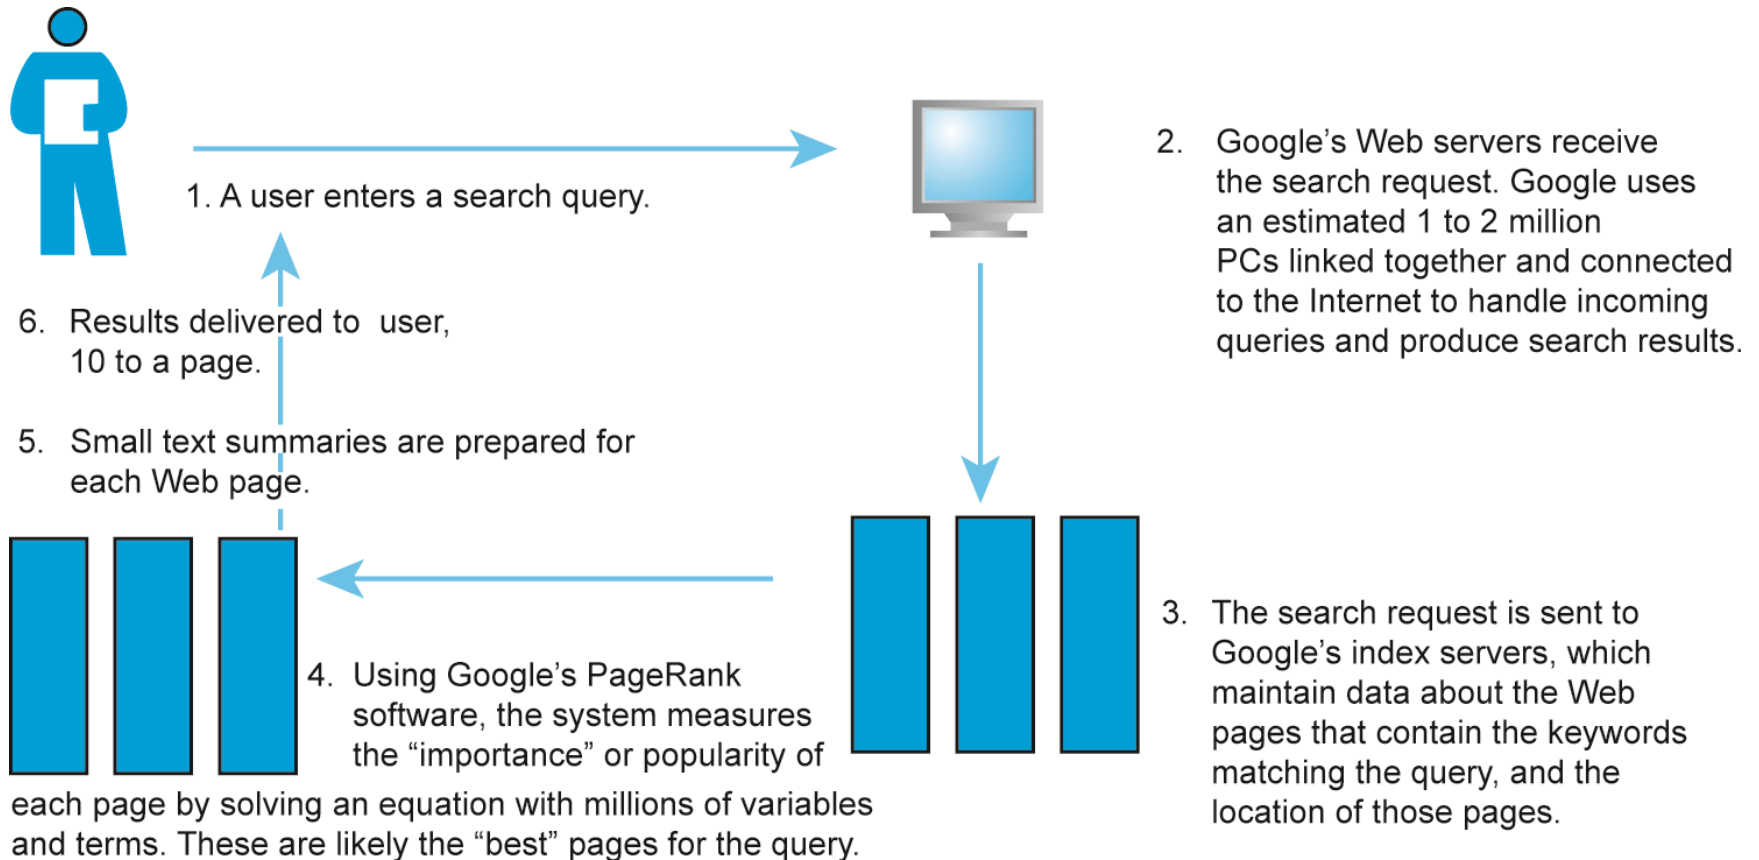 1. A user enters a search query.
2. Google’s Web servers receive
the search request. Google uses
an estimated 1 to 2 million
PCs linked together and connected
to the Internet to handle incoming
queries and produce search results.
3. The search request is sent to
Google’s index servers, which
maintain data about the Web
pages that contain the keywords
matching the query, and the
location of those pages.
4. Using Google’s PageRank
software, the system measures
the “importance” or popularity of
each page by solving an equation with millions of variables
and terms. These are likely the “best” pages for the query.
5. Small text summaries are prepared for
each Web page.
6. Results delivered to user,
10 to a page.